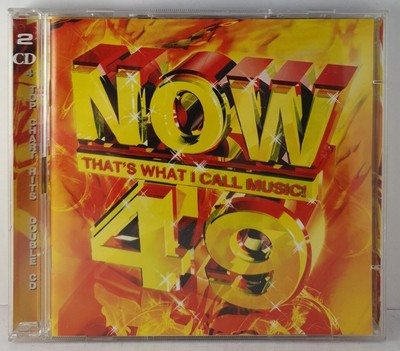 2
CD
TOP CHART HITS DOUBLE CD
NOW
THAT'S WHAT I CALL MUSIC!
49